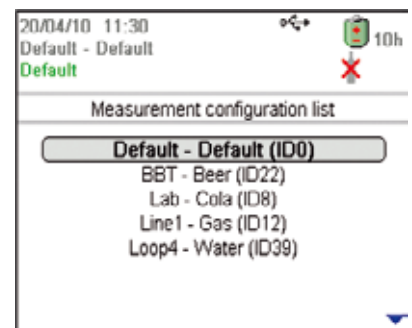 20/04/10 11:30
10h
Default - Default
Default
Measurement configuration list
Default - Default (ID0)
BBT - Beer (ID22)
Lab - Cola (ID8)
Line1 - Gas (ID12)
Loop4 - Water (ID39)